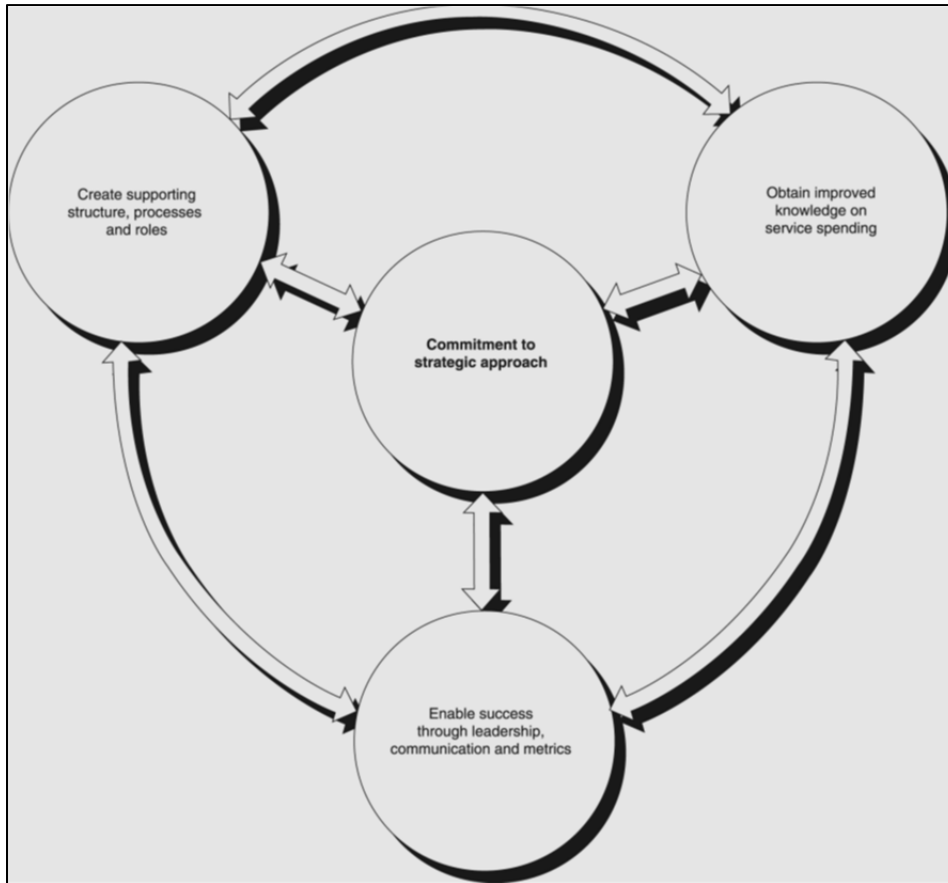 Create supporting
structure, processes
and roles
Obtain improved
knowledge on
service spending
Commitment to
strategic approach
Enable success
through leadership,
communication and metrics